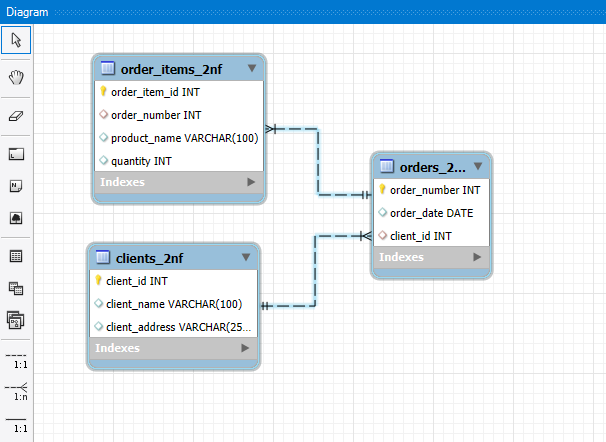 Diagram
order_items_2nf
order_item_id INT
order_number INT
product_name VARCHAR(100)
quantity INT
Indexes
orders_2...
order_number INT
order_date DATE
client_id INT
Indexes
clients_2nf
client_id INT
client_name VARCHAR(100)
client_address VARCHAR(25...
Indexes
1:1
1:n
1:1